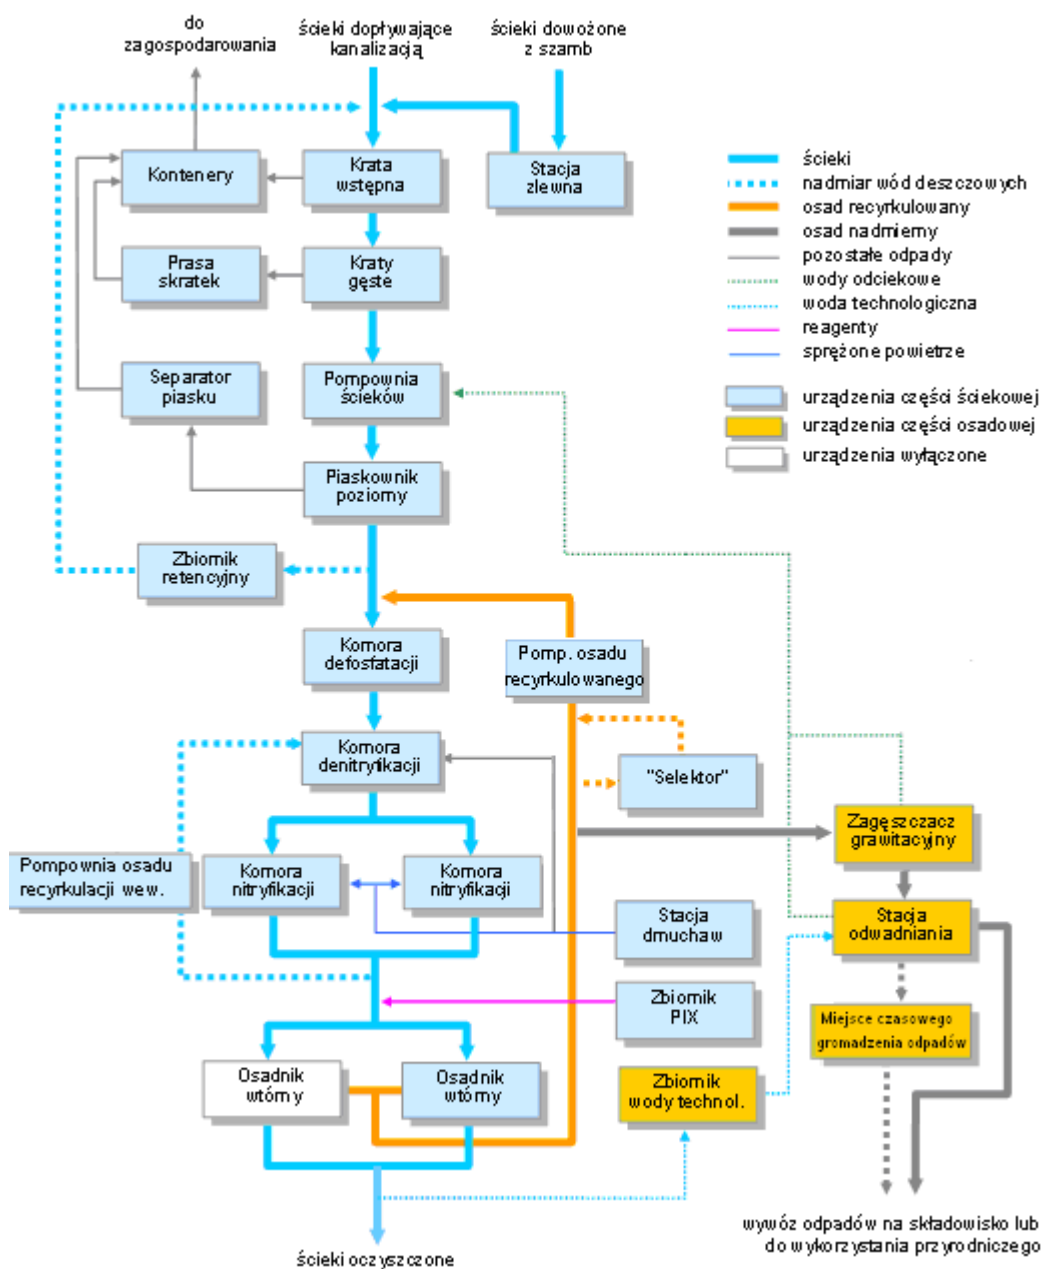 do
zagospodarowania
ścieki dopływające
kanalizacją
ścieki dowożone
z szamb
Kontenery
Krata
wstępna
Stacja
zlewna
Prasa
skratek
Kraty
gęste
Separator
piasku
Pompownia
ścieków
Piaskownik
poziomy
Zbiornik
retencyjny
Komora
defosfatacji
Pomp. osadu
recyrkulowanego
Komora
denitryfikacji
"Selektor"
Pompownia osadu
recyrkulacji wew.
Komora
nitryfikacji
Komora
nitryfikacji
Zagęszczacz
grawitacyjny
Stacja
dmuchaw
Stacja
odwadniania
Zbiornik
PIX
Miejsce czasowego
gromadzenia odpadów
Osadnik
wtórny
Osadnik
wtórny
Zbiornik
wody technol.
ścieki oczyszczone
wywóz odpadów na składowisko lub
do wykorzystania przyrodniczego
ścieki
nadmiar wód deszczowych
osad recyrkulowany
osad nadmierny
pozostałe odpady
wody odciekowe
woda technologiczna
reagenty
sprężone powietrze
urządzenia części ściekowej
urządzenia części osadowej
urządzenia wyłączone